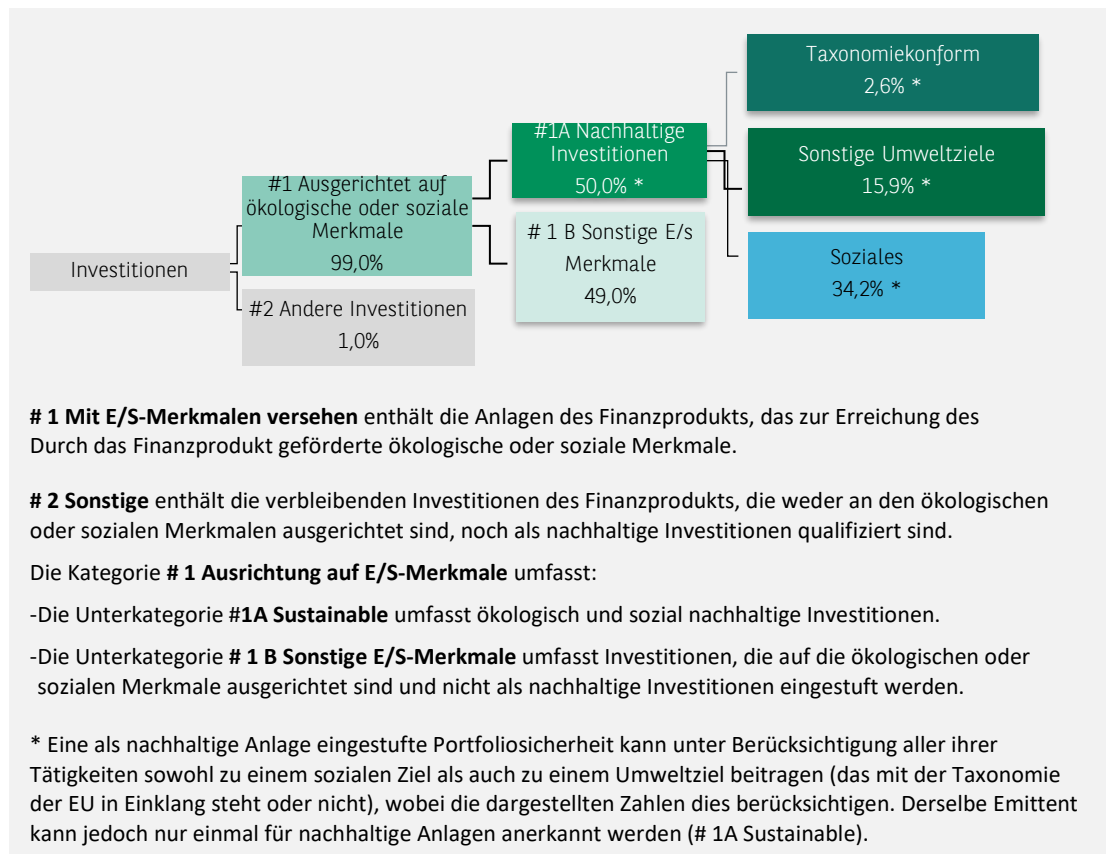 Taxonomiekonform
2,6% *
#1A Nachhaltige
Investitionen
50,0% *
Sonstige Umweltziele
15,9% *
#1 Ausgerichtet auf
ökologische oder soziale
Merkmale
99,0%
# 1 B Sonstige E/s
Merkmale
49,0%
Soziales
34,2% *
Investitionen
#2 Andere Investitionen
1,0%
# 1 Mit E/S-Merkmalen versehen enthält die Anlagen des Finanzprodukts, das zur Erreichung des
Durch das Finanzprodukt geförderte ökologische oder soziale Merkmale.
# 2 Sonstige enthält die verbleibenden Investitionen des Finanzprodukts, die weder an den ökologischen
oder sozialen Merkmalen ausgerichtet sind, noch als nachhaltige Investitionen qualifiziert sind.
Die Kategorie # 1 Ausrichtung auf E/S-Merkmale umfasst:
-Die Unterkategorie #1A Sustainable umfasst ökologisch und sozial nachhaltige Investitionen.
-Die Unterkategorie # 1 B Sonstige E/S-Merkmale umfasst Investitionen, die auf die ökologischen oder
sozialen Merkmale ausgerichtet sind und nicht als nachhaltige Investitionen eingestuft werden.
* Eine als nachhaltige Anlage eingestufte Portfoliosicherheit kann unter Berücksichtigung aller ihrer
Tätigkeiten sowohl zu einem sozialen Ziel als auch zu einem Umweltziel beitragen (das mit der Taxonomie
der EU in Einklang steht oder nicht), wobei die dargestellten Zahlen dies berücksichtigen. Derselbe Emittent
kann jedoch nur einmal für nachhaltige Anlagen anerkannt werden (# 1A Sustainable).